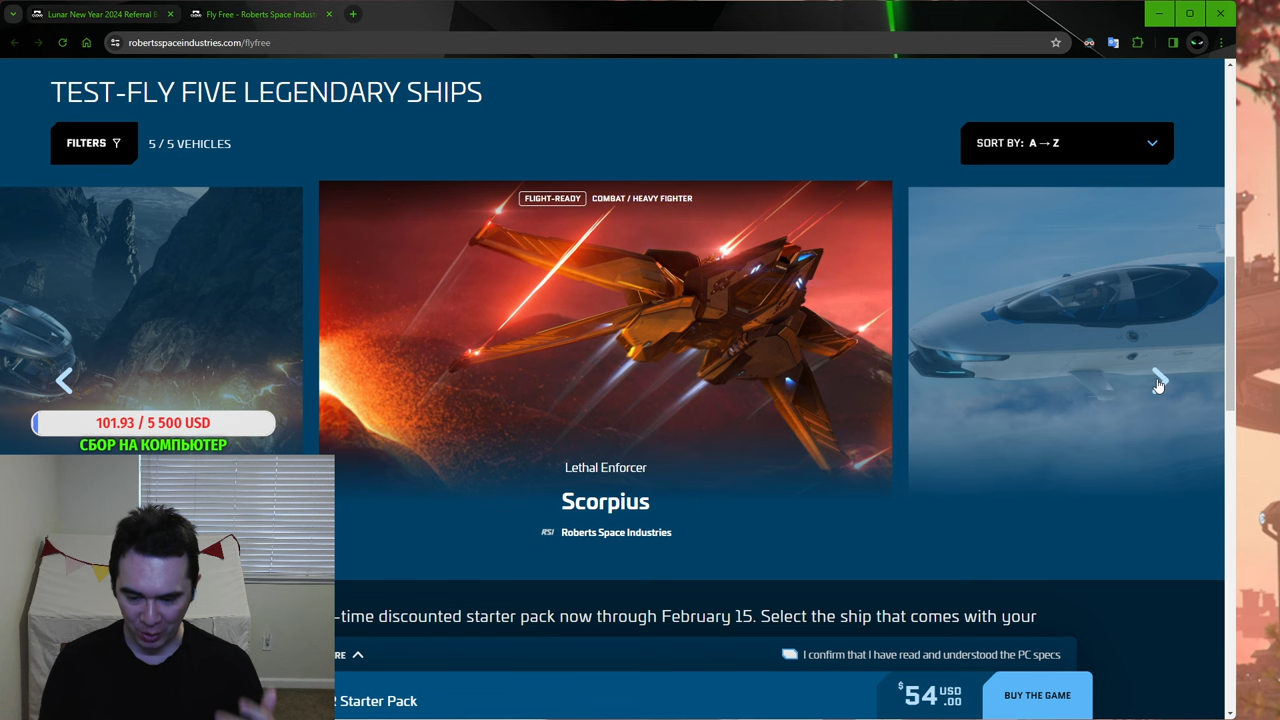 Lunar New Year 2024 Referral B
Fly Free - Roberts Space Industri
robertsspaceindustries.com/flyfree
TEST-FLY FIVE LEGENDARY SHIPS
FILTERS
5 / 5 VEHICLES
SORT BY: A → Z
FLIGHT-READY
COMBAT / HEAVY FIGHTER
101.93 / 5 500 USD
СБОР НА КОМПЬЮТЕР
Lethal Enforcer
Scorpius
RSI Roberts Space Industries
-time discounted starter pack now through February 15. Select the ship that comes with your
RE
I confirm that I have read and understood the PC specs
Starter Pack
$54 USD .00
BUY THE GAME